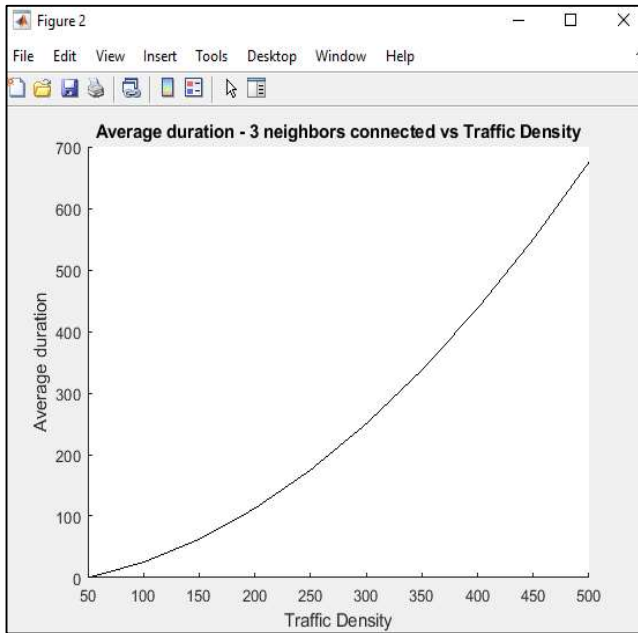 Figure 2
File Edit View Insert Tools Desktop Window Help
Average duration - 3 neighbors connected vs Traffic Density
700
600
500
400
300
200
100
0
Average duration
50 100 150 200 250 300 350 400 450 500
Traffic Density